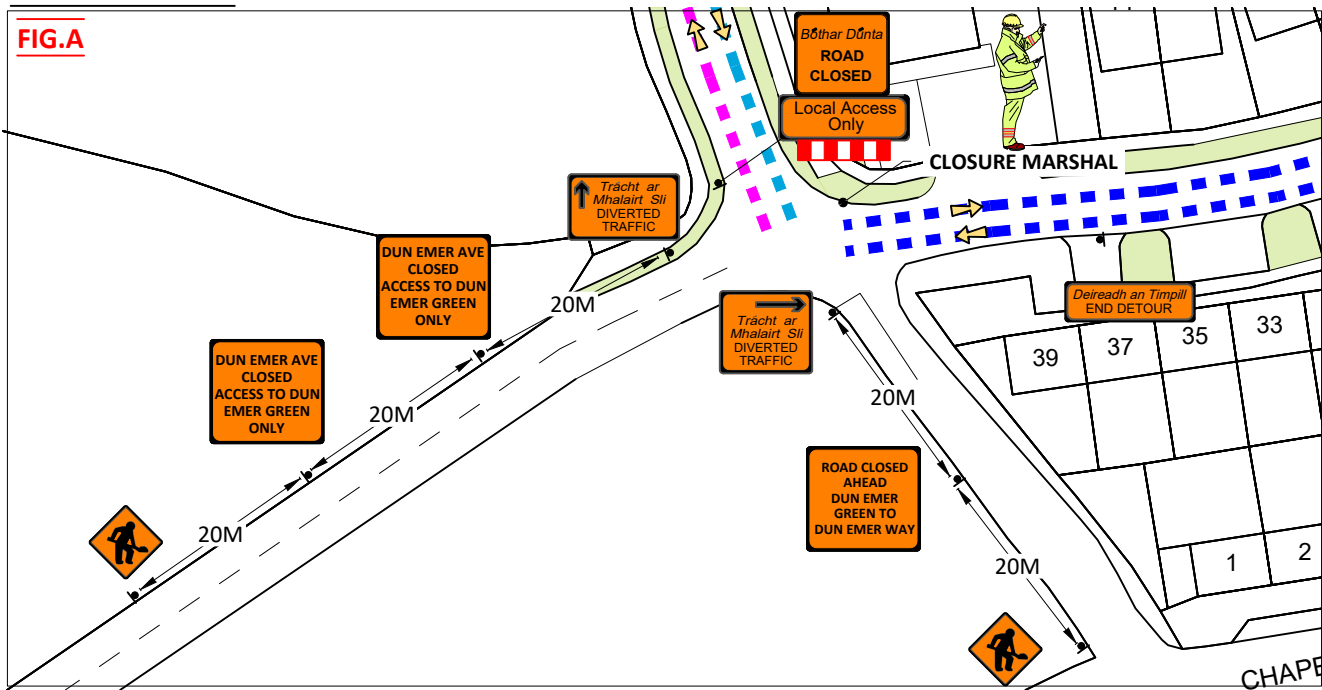 FIG.A
Bóthar Dúnta
ROAD
CLOSED
Local Access
Only
CLOSURE MARSHAL
Trácht ar
Mhalairt Slí
DIVERTED
TRAFFIC
DUN EMER AVE
CLOSED
ACCESS TO DUN
EMER GREEN
ONLY
20M
DUN EMER AVE
CLOSED
ACCESS TO DUN
EMER GREEN
ONLY
20M
20M
Trácht ar
Mhalairt Slí
DIVERTED
TRAFFIC
Deireadh an Timpill
END DETOUR
39
37
35
33
20M
ROAD CLOSED
AHEAD
DUN EMER
GREEN TO
DUN EMER WAY
20M
1
2